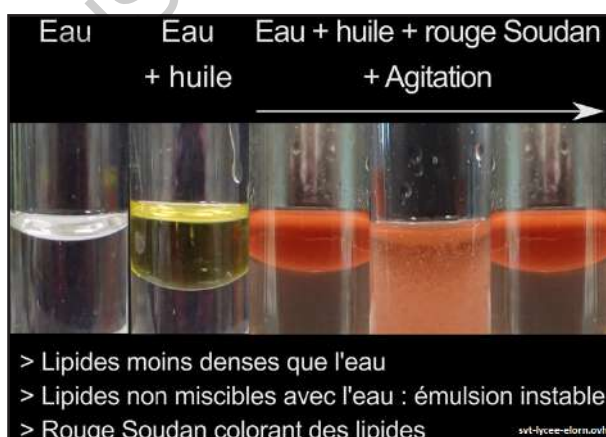 Eau
Eau
+ huile
Eau + huile + rouge Soudan
+ Agitation
> Lipides moins denses que l'eau
> Lipides non miscibles avec l'eau : émulsion instable
> Rouge Soudan colorant des lipides
svt-lycee-elorn.ovh